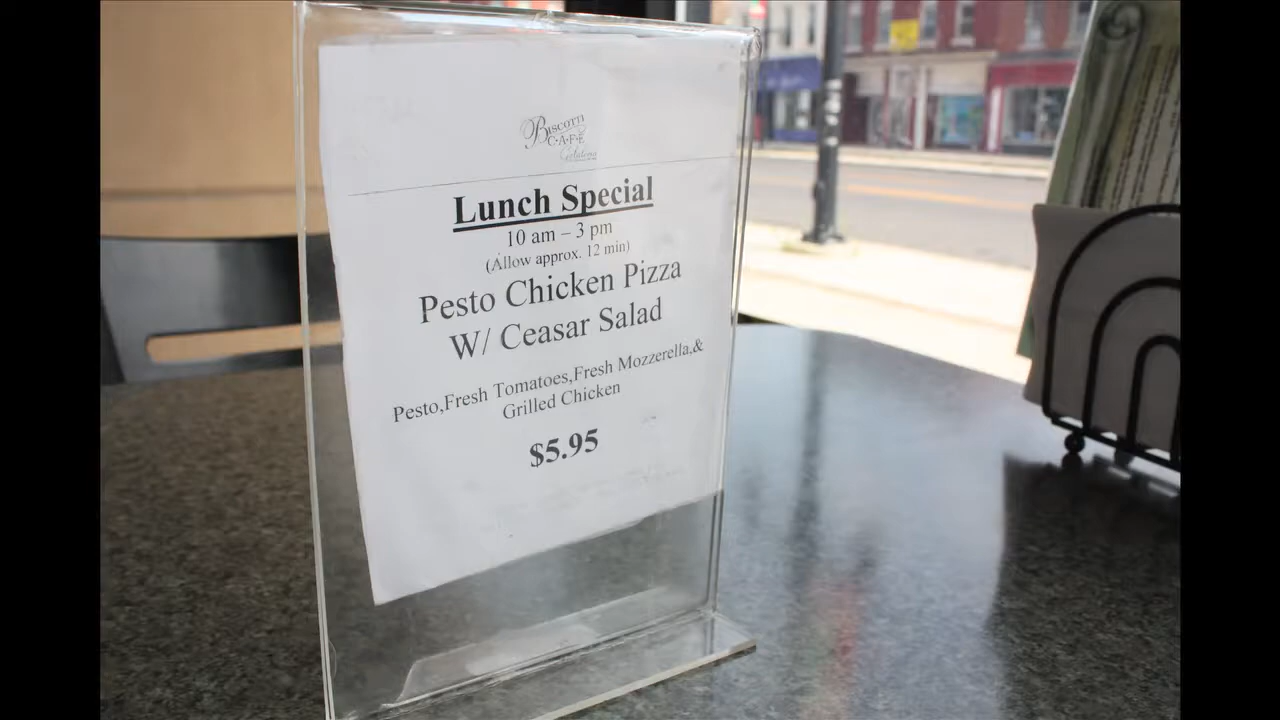 Biscotti
CAFE
Gelateria
Lunch Special
10 am – 3 pm
(Allow approx. 12 min)
Pesto Chicken Pizza
W/ Ceasar Salad
Pesto,Fresh Tomatoes,Fresh Mozzerella,&
Grilled Chicken
$5.95